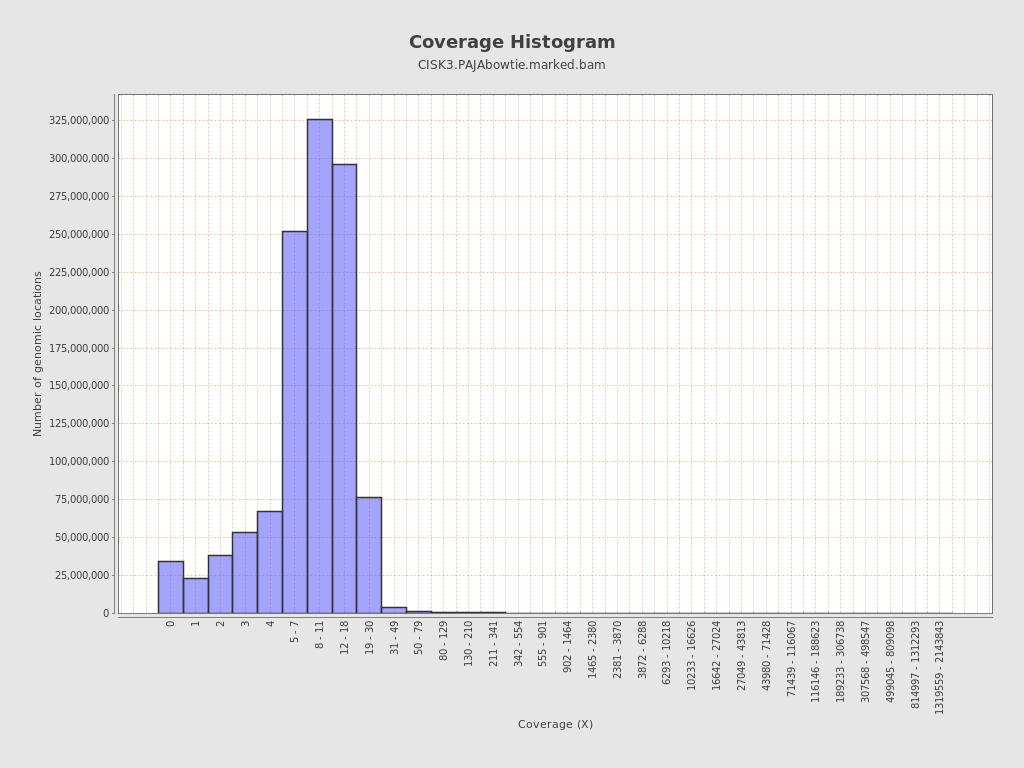 Coverage Histogram
CISK3.PAJAbowtie.marked.bam
Number of genomic locations
325,000,000
300,000,000
275,000,000
250,000,000
225,000,000
200,000,000
175,000,000
150,000,000
125,000,000
100,000,000
75,000,000
50,000,000
25,000,000
0
0
1
2
3
4
5 - 7
8 - 11
12 - 18
19 - 30
31 - 49
50 - 79
80 - 129
130 - 210
211 - 341
342 - 554
555 - 901
902 - 1464
1465 - 2380
2381 - 3870
3872 - 6288
6293 - 10218
10233 - 16626
16642 - 27024
27049 - 43813
43980 - 71428
71439 - 116067
116146 - 188623
189233 - 306738
307568 - 498547
499045 - 809098
814997 - 1312293
1319559 - 2143843
Coverage (X)